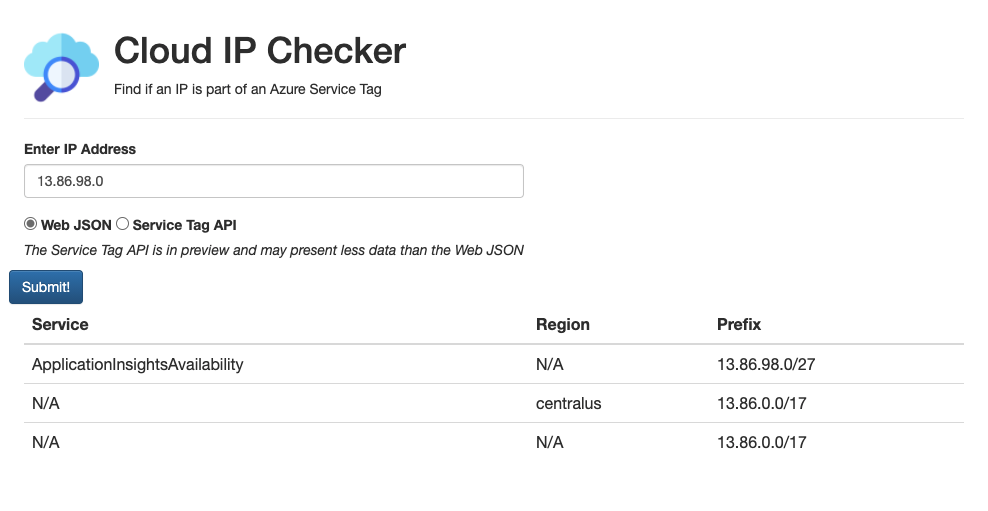 Cloud IP Checker
Find if an IP is part of an Azure Service Tag
Enter IP Address
13.86.98.0
Web JSON Service Tag API
The Service Tag API is in preview and may present less data than the Web JSON
Submit!
Service Region Prefix
ApplicationInsightsAvailability N/A 13.86.98.0/27
N/A centralus 13.86.0.0/17
N/A N/A 13.86.0.0/17